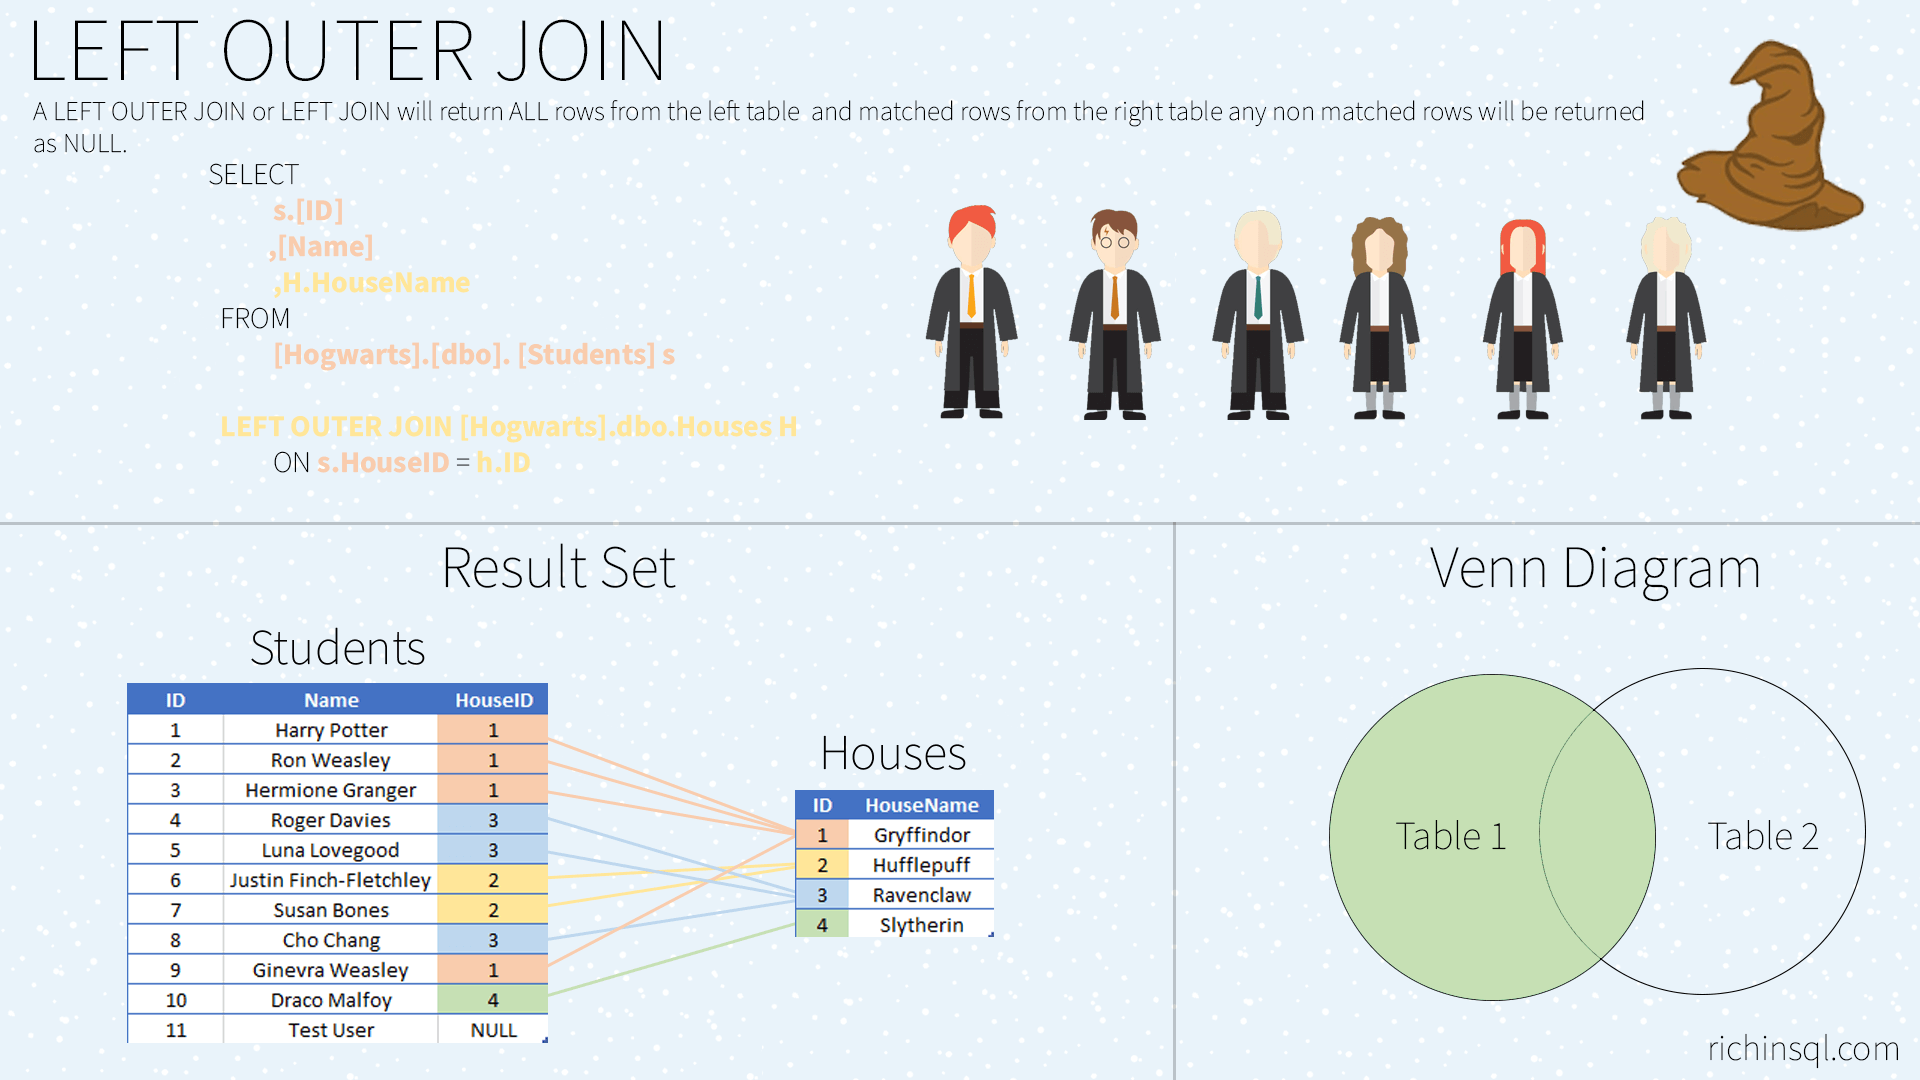 LEFT OUTER JOIN
A LEFT OUTER JOIN or LEFT JOIN will return ALL rows from the left table and matched rows from the right table any non matched rows will be returned
as NULL.
SELECT
s.[ID]
,[Name]
,H.HouseName
FROM
[Hogwarts].[dbo]. [Students] s
LEFT OUTER JOIN [Hogwarts].dbo.Houses H
ON s.HouseID = h.ID
Result Set
Students
ID Name HouseID
1 Harry Potter 1
2 Ron Weasley 1
3 Hermione Granger 1
4 Roger Davies 3
5 Luna Lovegood 3
6 Justin Finch-Fletchley 2
7 Susan Bones 2
8 Cho Chang 3
9 Ginevra Weasley 1
10 Draco Malfoy 4
11 Test User NULL
Houses
ID HouseName
1 Gryffindor
2 Hufflepuff
3 Ravenclaw
4 Slytherin
Venn Diagram
Table 1 Table 2
richinsql.com